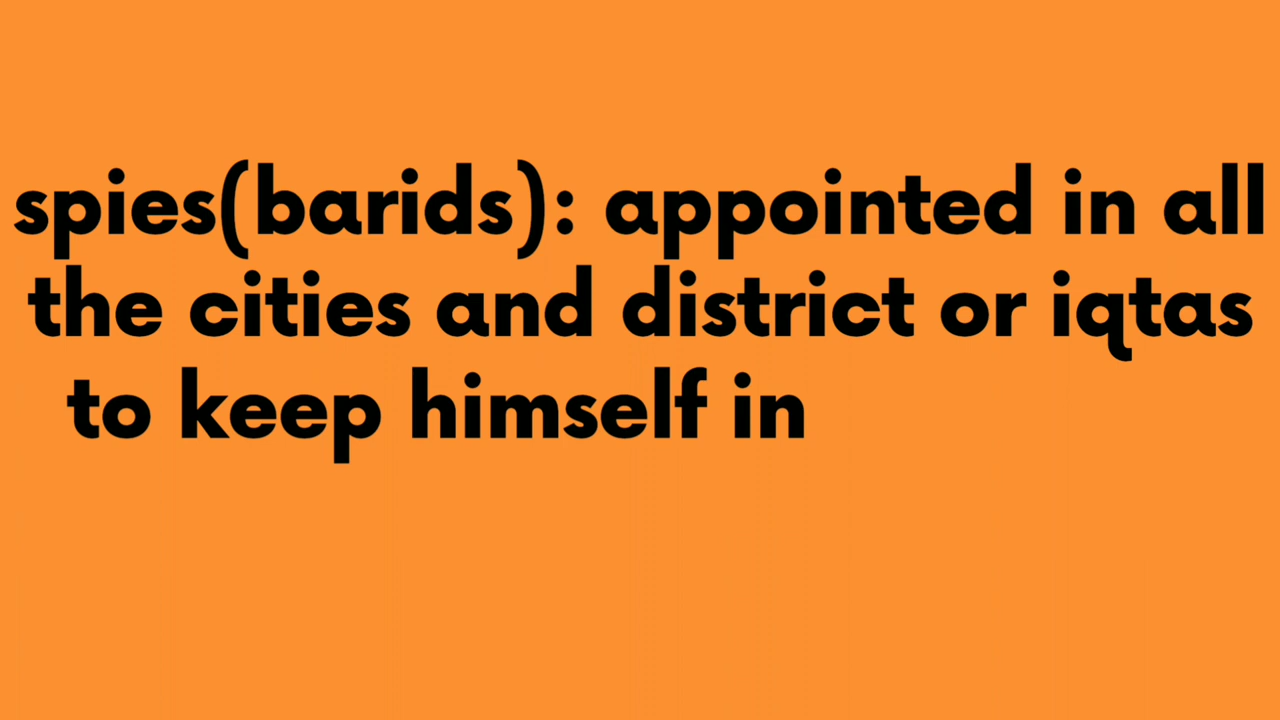 spies(barids): appointed in all
the cities and district or iqtas
to keep himself in